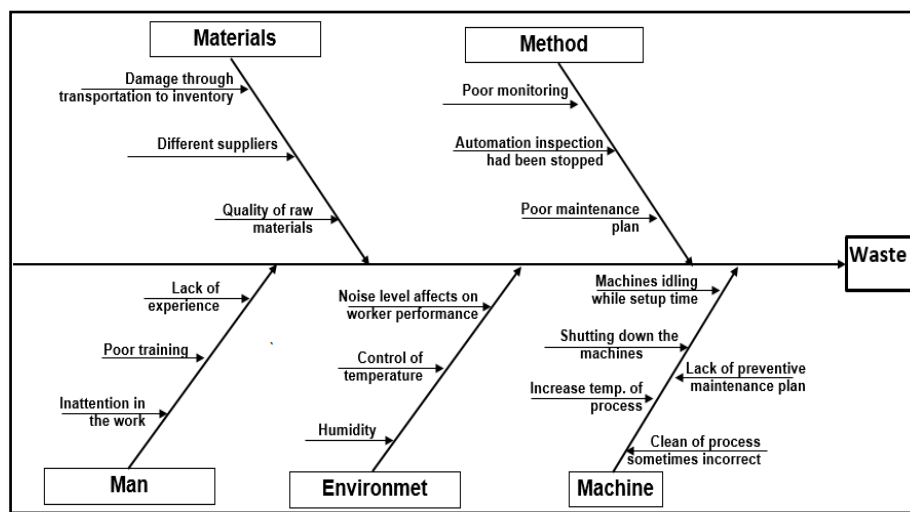 Materials
Damage through
transportation to inventory
Different suppliers
Quality of raw
materials
Method
Poor monitoring
Automation inspection
had been stopped
Poor maintenance
plan
Waste
Lack of
experience
Poor training
Inattention in
the work
Man
Noise level affects on
worker performance
Control of
temperature
Humidity
Environmet
Machines idling
while setup time
Shutting down the
machines
Lack of preventive
maintenance plan
Increase temp. of
process
Clean of process
sometimes incorrect
Machine